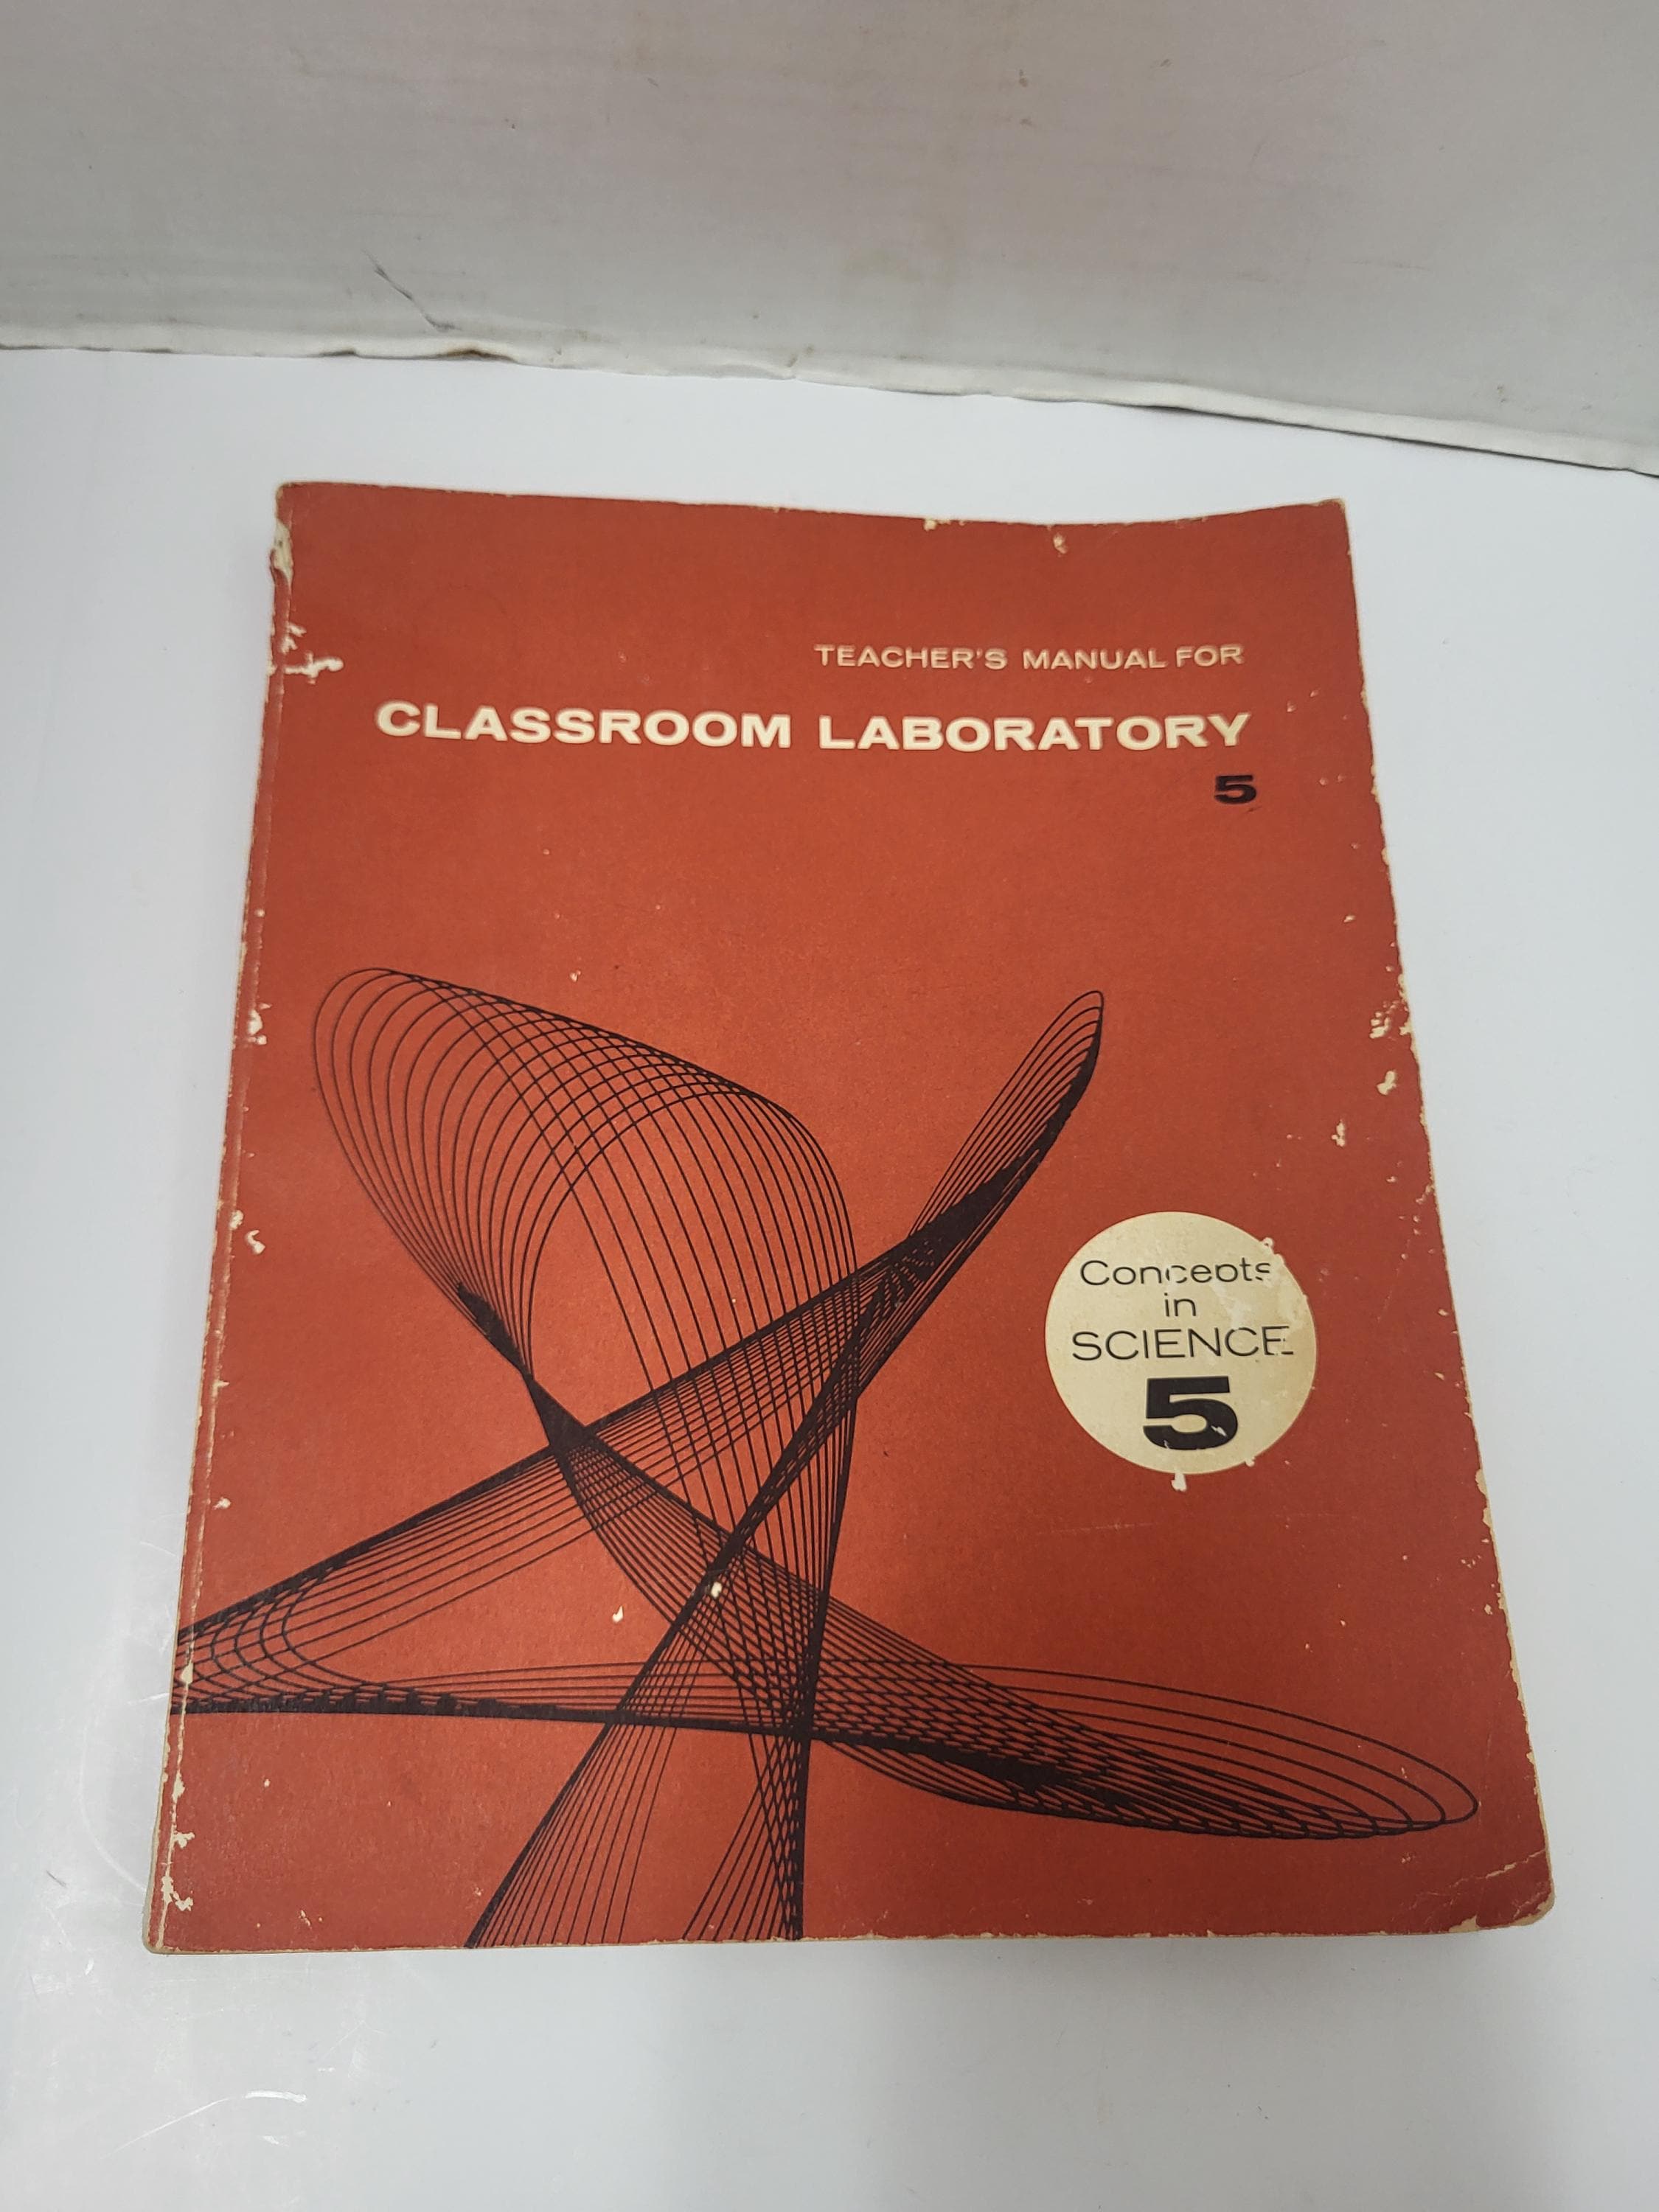 TEACHER'S MANUAL FOR
CLASSROOM LABORATORY
5
Concepts
in
SCIENCE
5